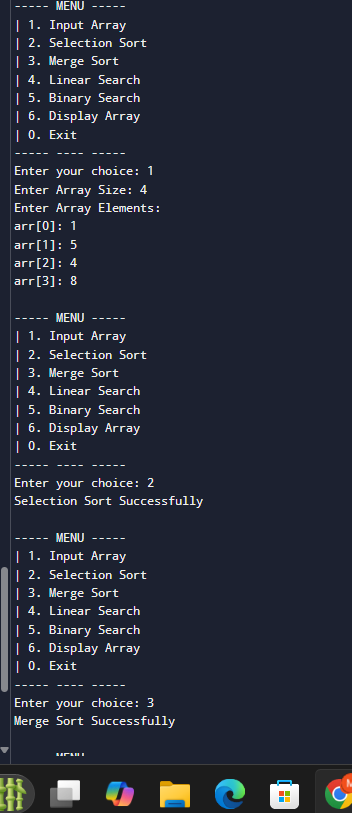 ----- MENU -----
| 1. Input Array
| 2. Selection Sort
| 3. Merge Sort
| 4. Linear Search
| 5. Binary Search
| 6. Display Array
| 0. Exit
----- ---- -----
Enter your choice: 1
Enter Array Size: 4
Enter Array Elements:
arr[0]: 1
arr[1]: 5
arr[2]: 4
arr[3]: 8
----- MENU -----
| 1. Input Array
| 2. Selection Sort
| 3. Merge Sort
| 4. Linear Search
| 5. Binary Search
| 6. Display Array
| 0. Exit
----- ---- -----
Enter your choice: 2
Selection Sort Successfully
----- MENU -----
| 1. Input Array
| 2. Selection Sort
| 3. Merge Sort
| 4. Linear Search
| 5. Binary Search
| 6. Display Array
| 0. Exit
----- ---- -----
Enter your choice: 3
Merge Sort Successfully
----- MENU -----